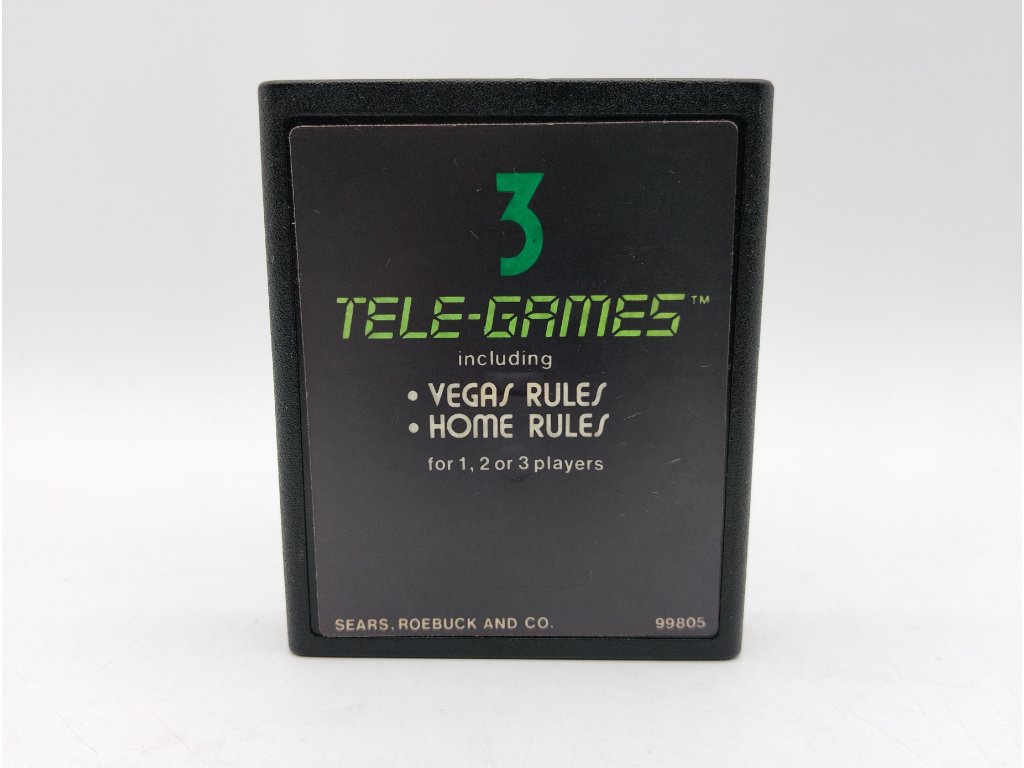 3
TELE-GAMES™
including
• VEGAS RULES
• HOME RULES
for 1, 2 or 3 players
SEARS, ROEBUCK AND CO. 99805